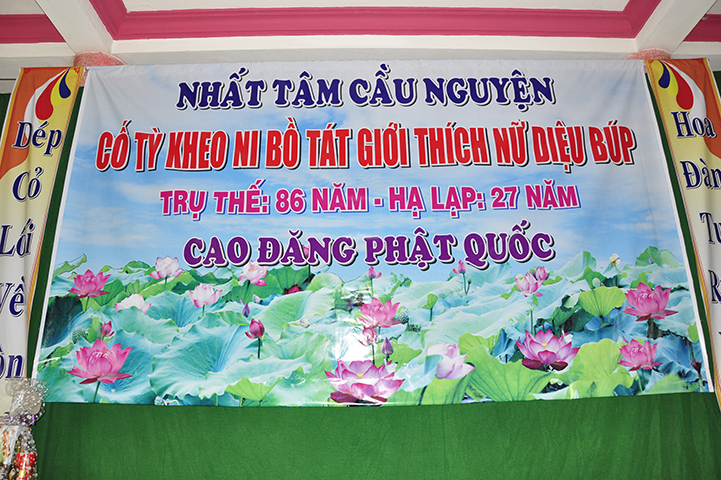 NHẤT TÂM CẦU NGUYỆN
CỐ TỲ KHEO NI BỒ TÁT GIỚI THÍCH NỮ DIỆU BÚP
TRỤ THẾ: 86 NĂM - HẠ LẠP: 27 NĂM
CAO ĐĂNG PHẬT QUỐC
Dép
Cỏ
Lối
Về
Hoa
Đàm